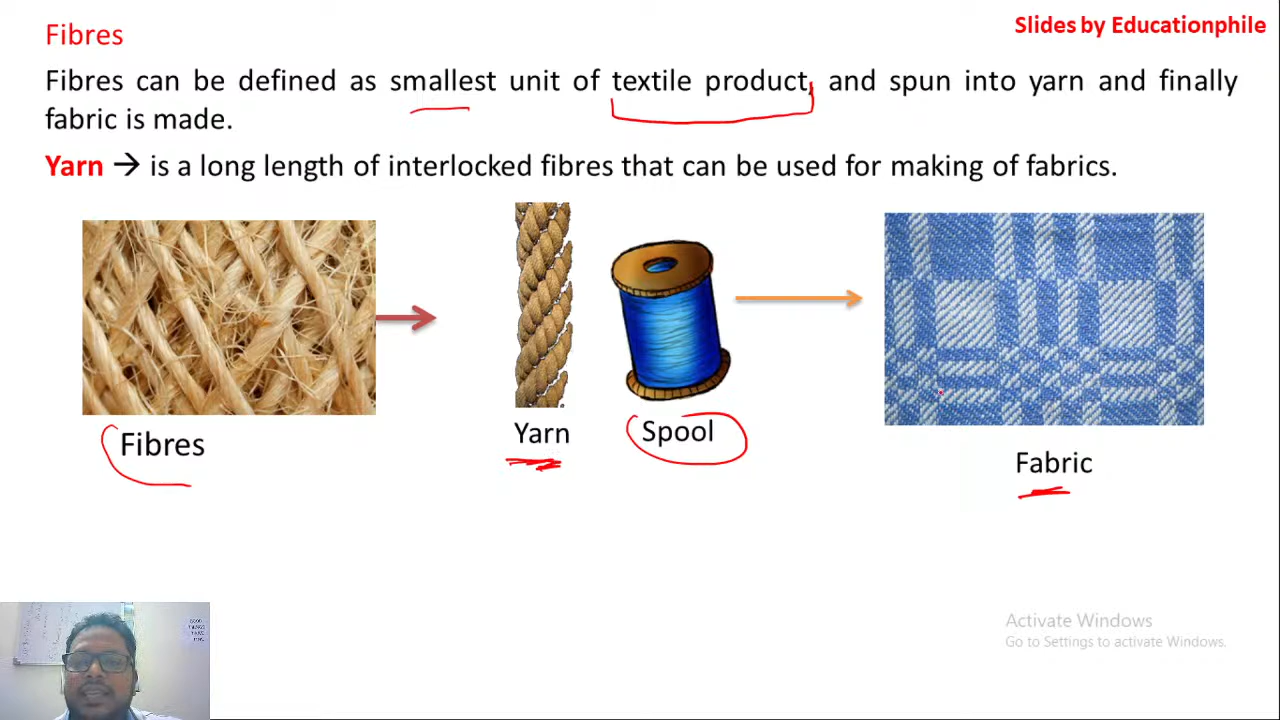 Fibres
Slides by Educationphile
Fibres can be defined as smallest unit of textile product, and spun into yarn and finally
fabric is made.
Yarn → is a long length of interlocked fibres that can be used for making of fabrics.
Fibres
Yarn
Spool
Fabric
Activate Windows
Go to Settings to activate Windows.